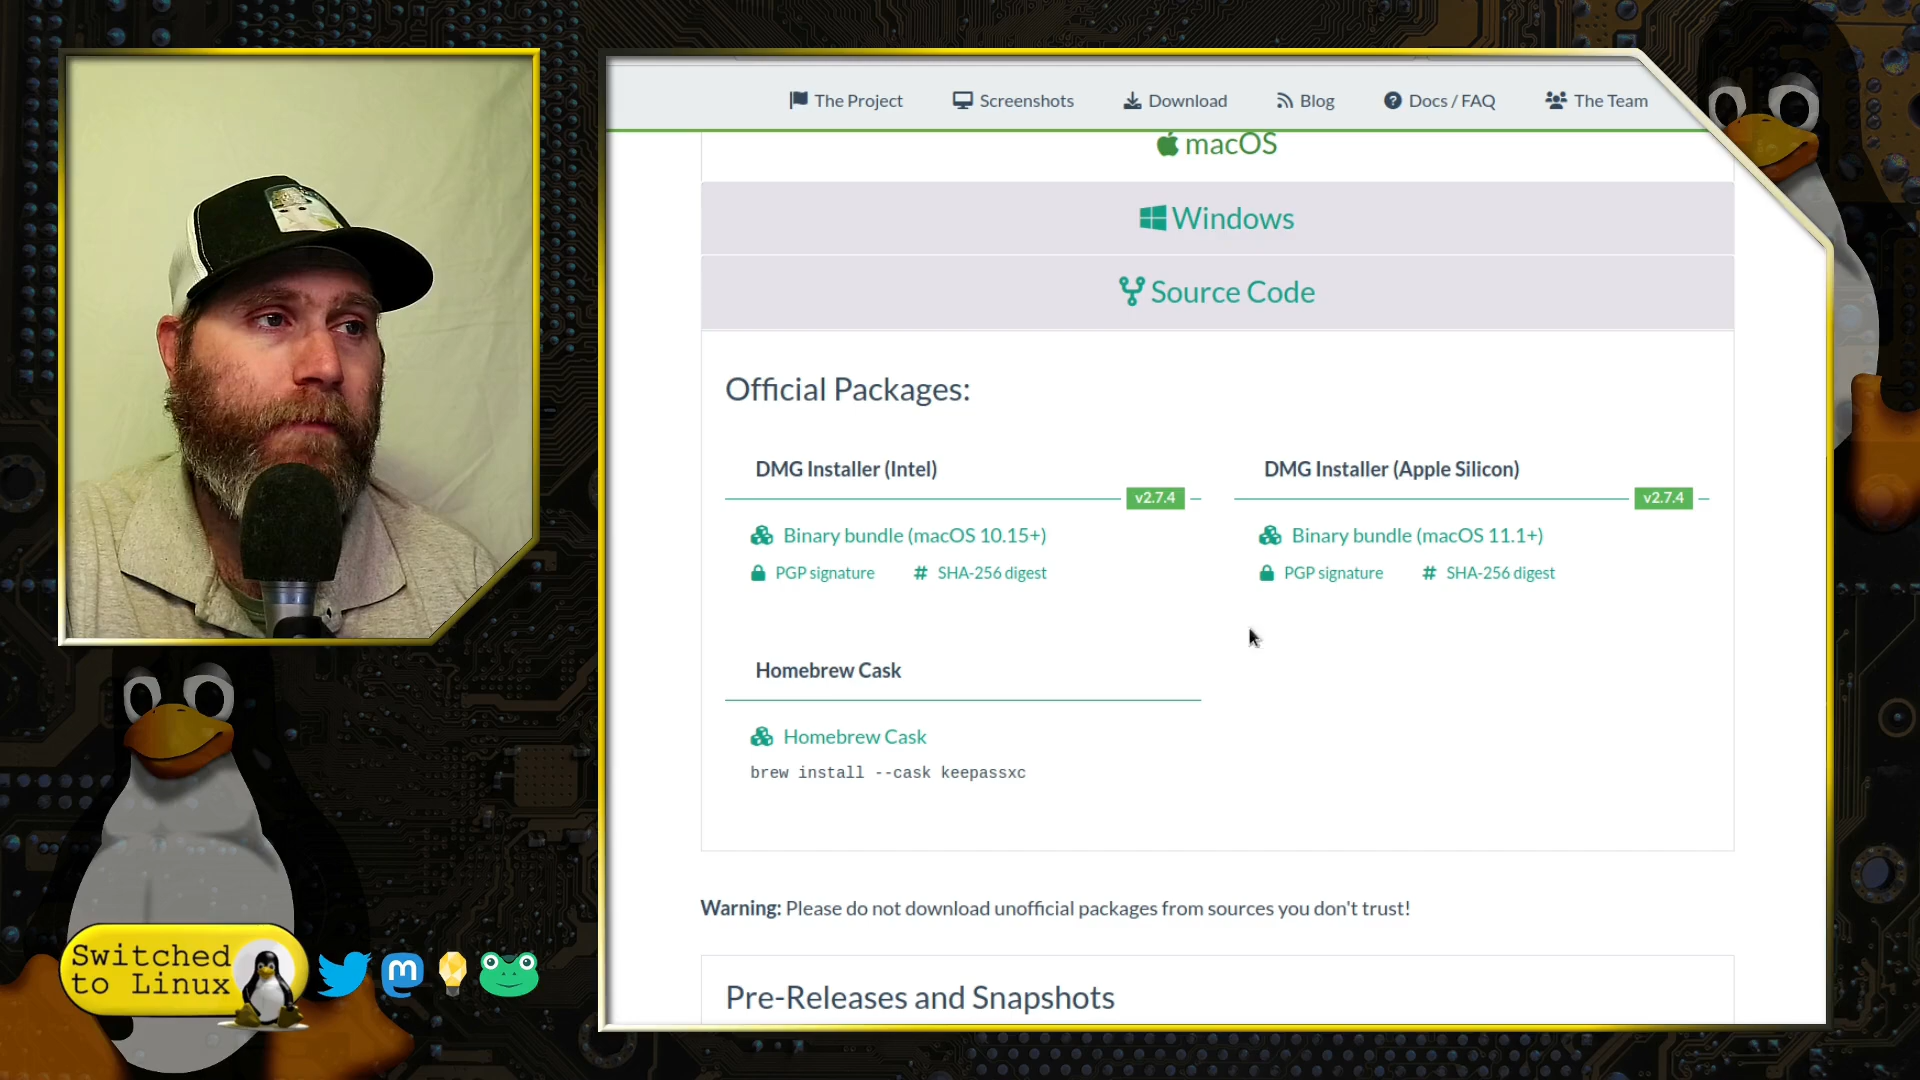 The Project
Screenshots
Download
Blog
Docs / FAQ
The Team
macOS
Windows
Source Code
Official Packages:
DMG Installer (Intel)
v2.7.4
Binary bundle (macOS 10.15+)
PGP signature
# SHA-256 digest
DMG Installer (Apple Silicon)
v2.7.4
Binary bundle (macOS 11.1+)
PGP signature
# SHA-256 digest
Homebrew Cask
Homebrew Cask
brew install --cask keepassxc
Warning: Please do not download unofficial packages from sources you don't trust!
Pre-Releases and Snapshots
Switched
to Linux